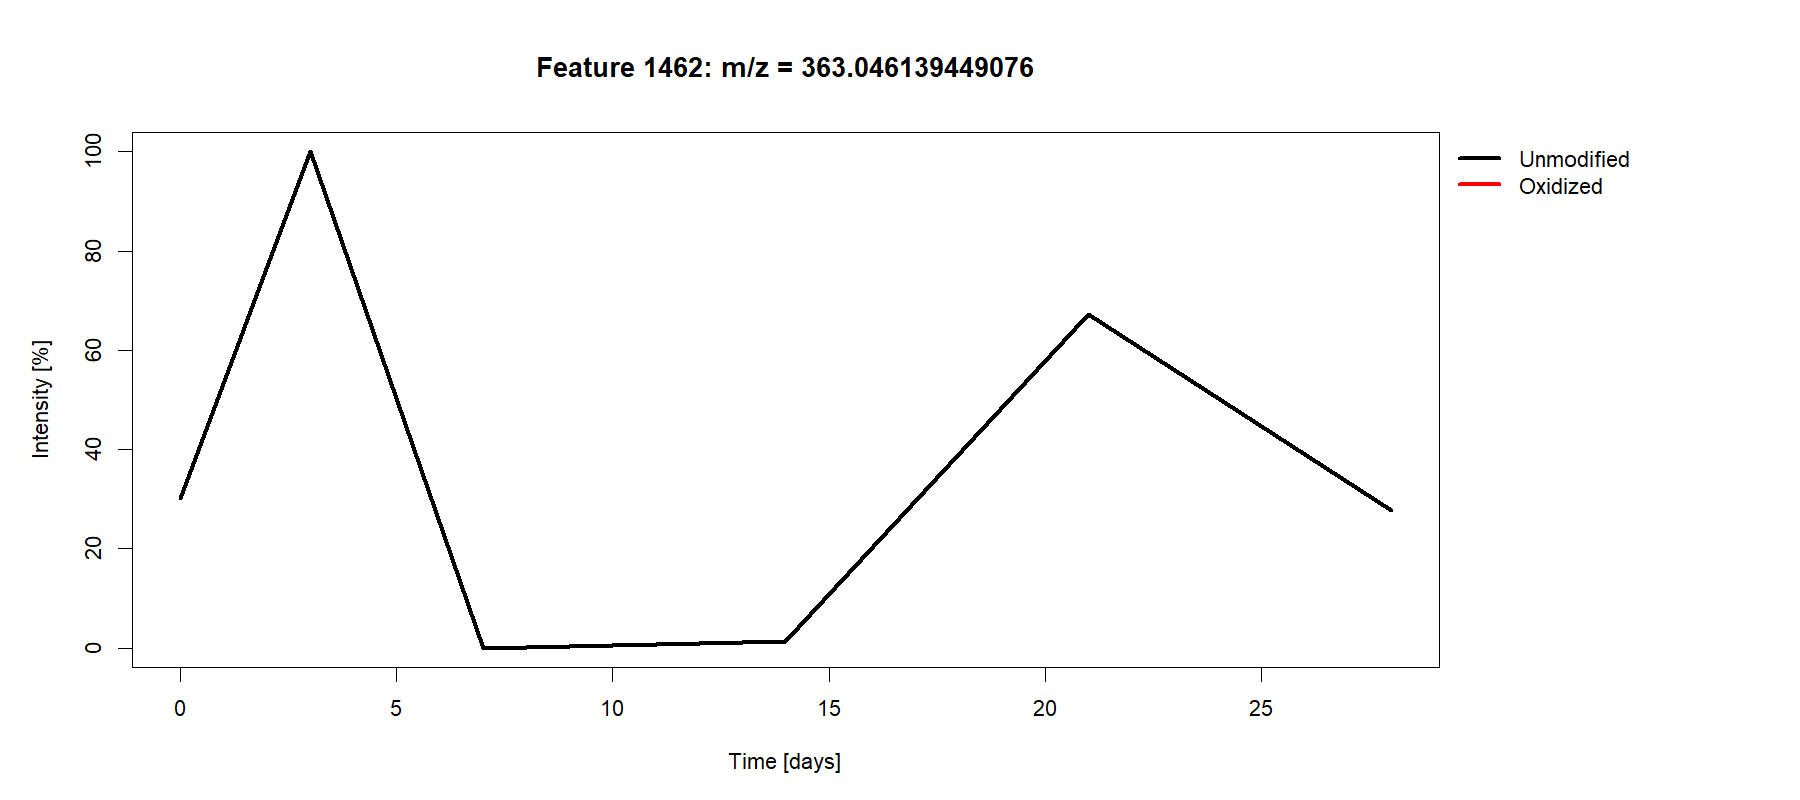 Feature 1462: m/z = 363.046139449076
Unmodified
Oxidized
Intensity [%]
100
80
60
40
20
0
0 5 10 15 20 25
Time [days]